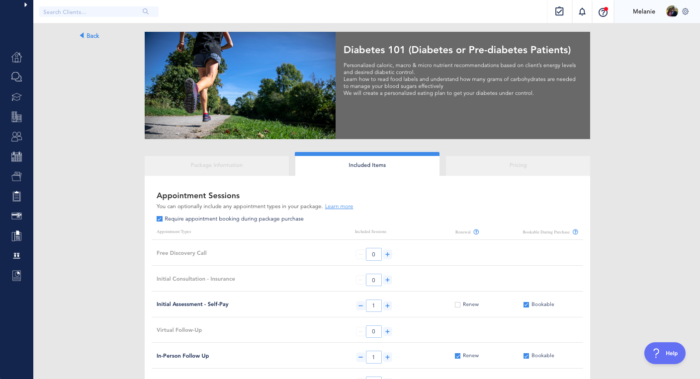 Search Clients...
Melanie
Back
Diabetes 101 (Diabetes or Pre-diabetes Patients)
Personalized caloric, macro & micro nutrient recommendations based on client's energy levels
and desired diabetic control.
Learn how to read food labels and understand how many grams of carbohydrates are needed
to manage your blood sugars effectively
We will create a personalized eating plan to get your diabetes under control.
Package Information
Included Items
Pricing
Appointment Sessions
You can optionally include any appointment types in your package. Learn more
Require appointment booking during package purchase
Appointment Types Included Sessions Renewal ? Bookable During Purchase ?
Free Discovery Call 0 +
Initial Consultation - Insurance 0 +
Initial Assessment - Self-Pay − 1 + Renew Bookable
Virtual Follow-Up 0 +
In-Person Follow Up − 1 + Renew Bookable
? Help